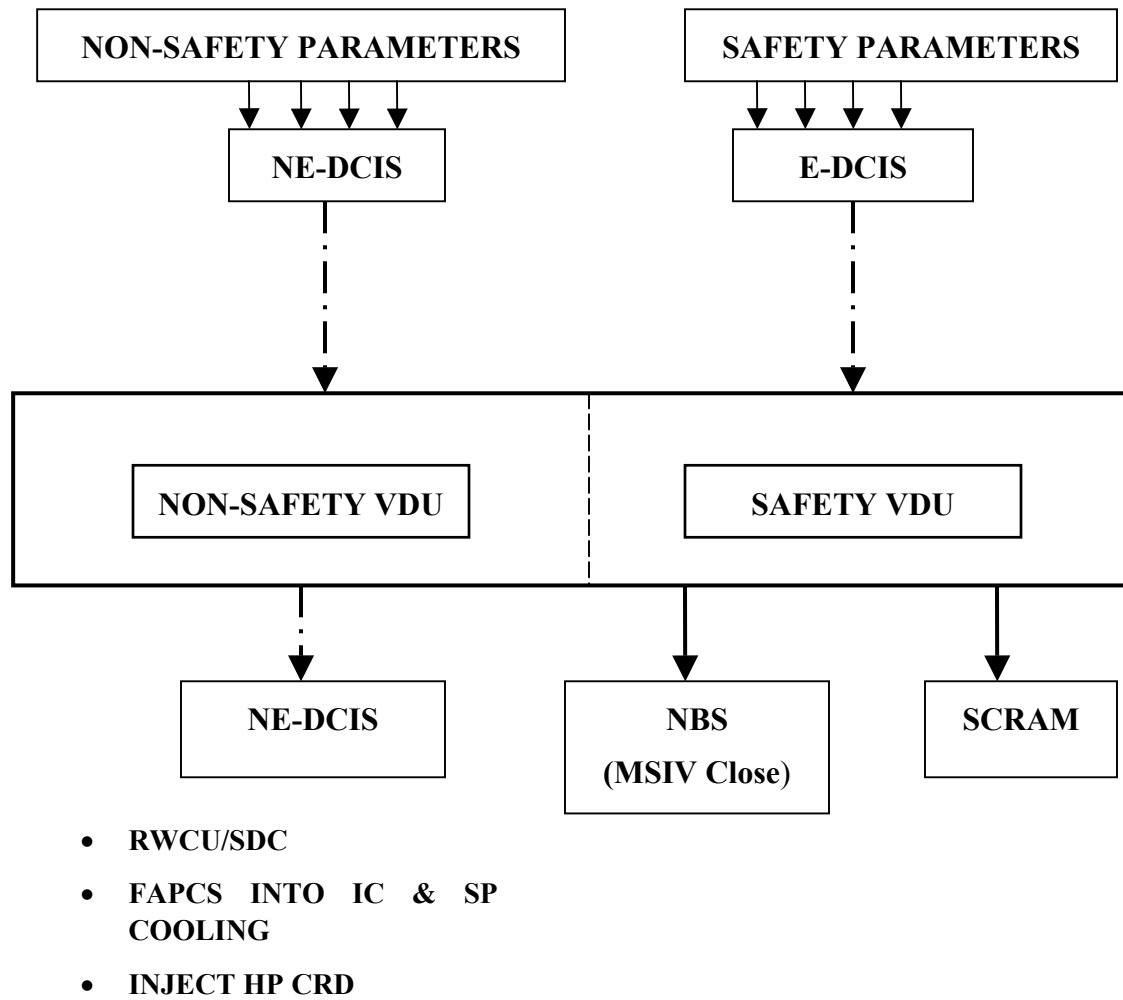 NON-SAFETY PARAMETERS
SAFETY PARAMETERS
NE-DCIS
E-DCIS
NON-SAFETY VDU
SAFETY VDU
NE-DCIS
NBS
(MSIV Close)
SCRAM
• RWCU/SDC
• FAPCS INTO IC & SP
COOLING
• INJECT HP CRD